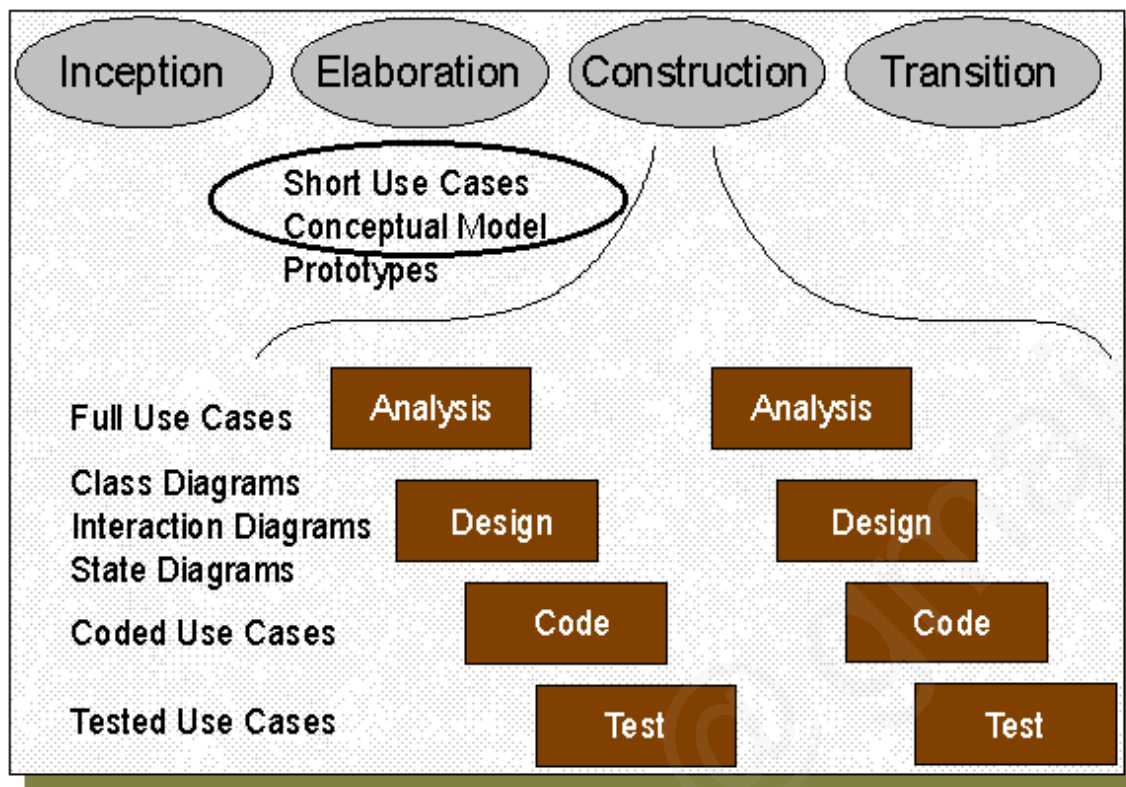 Inception Elaboration Construction Transition
Short Use Cases
Conceptual Model
Prototypes
Full Use Cases Analysis Analysis
Class Diagrams
Interaction Diagrams Design Design
State Diagrams
Coded Use Cases Code Code
Tested Use Cases Test Test